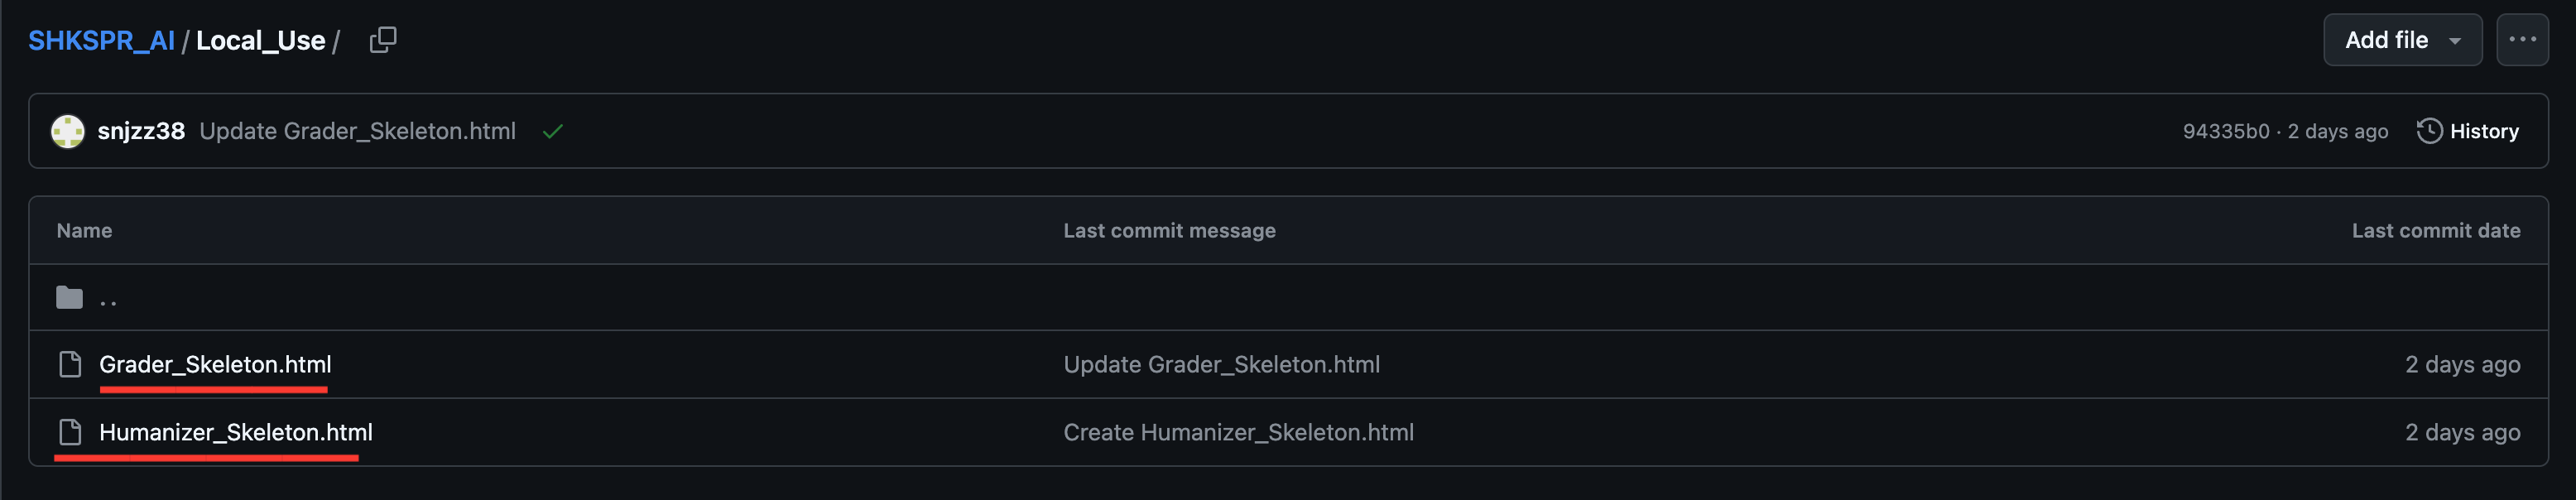 SHKSPR_AI / Local_Use /
Add file
snjzz38 Update Grader_Skeleton.html
94335b0 · 2 days ago History
Name Last commit message Last commit date
..
Grader_Skeleton.html Update Grader_Skeleton.html 2 days ago
Humanizer_Skeleton.html Create Humanizer_Skeleton.html 2 days ago